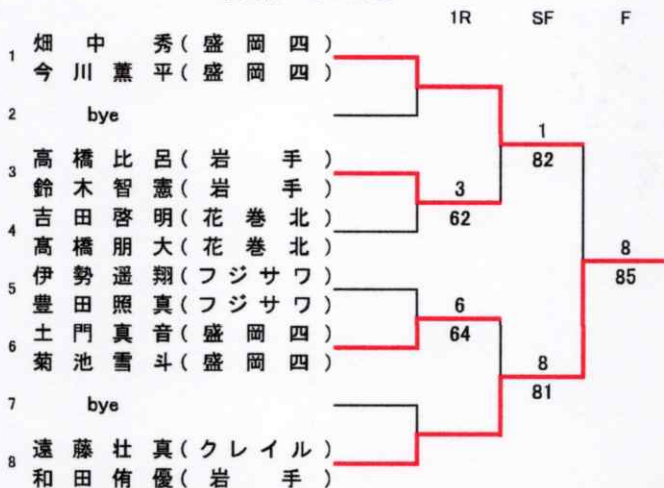 1R SF F
1 畑中 秀(盛岡四)
今川薫平(盛岡四)
2 bye
3 高橋比呂(岩 手)
鈴木智憲(岩 手)
4 吉田啓明(花巻北)
髙橋朋大(花巻北)
5 伊勢遥翔(フジサワ)
豊田照真(フジサワ)
6 土門真音(盛岡四)
菊池雪斗(盛岡四)
7 bye
8 遠藤壮真(クレイル)
和田侑優(岩 手)
3
62
6
64
1
82
8
81
8
85